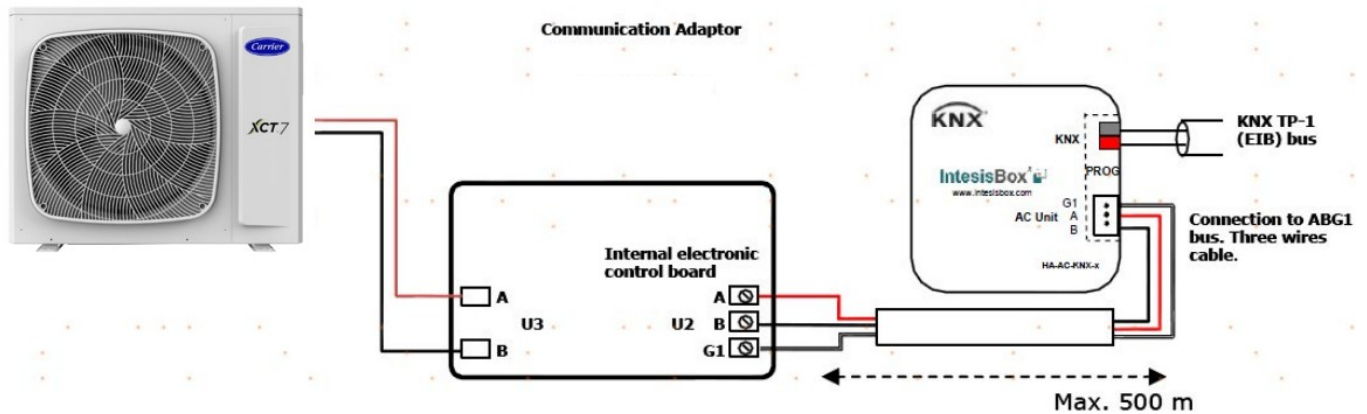 Communication Adaptor
Carrier
XCT7
KNX
KNX
KNX TP-1
(EIB) bus
IntesisBox
PROG
www.intesisbox.com
G1
AC Unit A
B
Connection to ABG1
bus. Three wires
cable.
HA-AC-KNX-x
Internal electronic
control board
A
U3
B
A
U2 B
G1
Max. 500 m